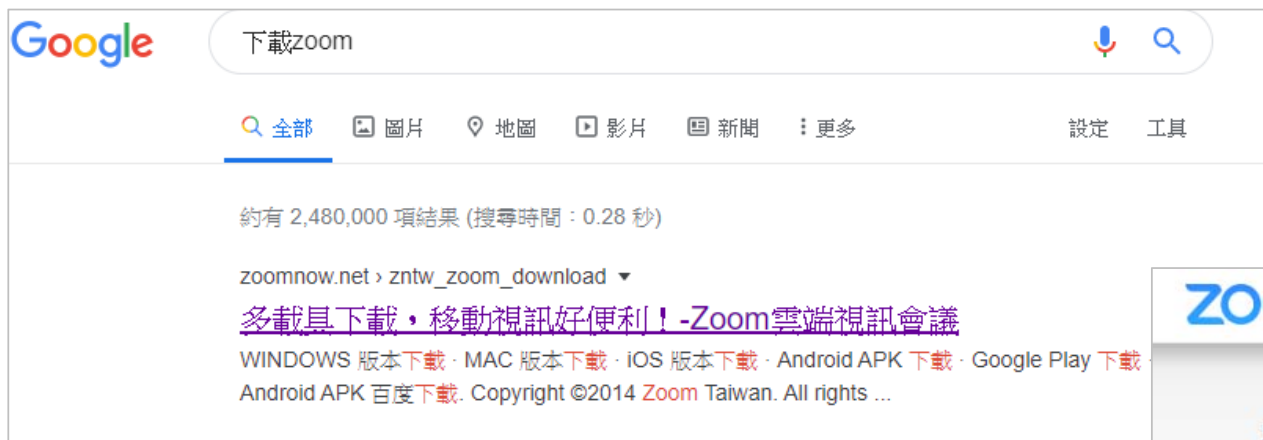 Google
下載zoom
全部 圖片 地圖 影片 新聞 更多 設定 工具
約有 2,480,000 項結果 (搜尋時間：0.28 秒)
zoomnow.net › zntw_zoom_download
多載具下載，移動視訊好便利！-Zoom雲端視訊會議
ZO
WINDOWS 版本下載 · MAC 版本下載 · iOS 版本下載 · Android APK 下載 · Google Play 下載 ·
Android APK 百度下載. Copyright ©2014 Zoom Taiwan. All rights ...